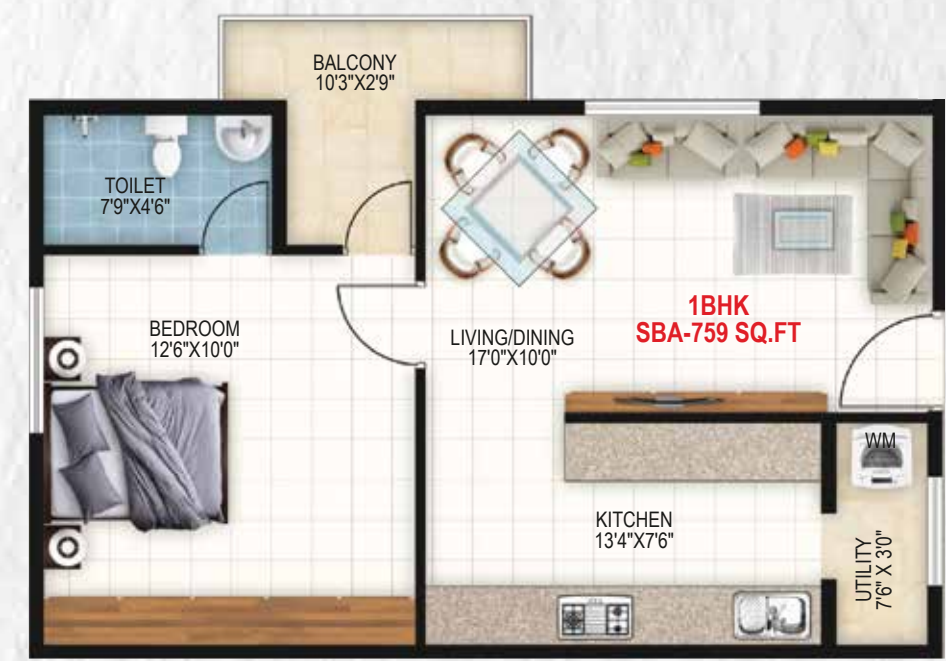 BALCONY
10'3"X2'9"
TOILET
7'9"X4'6"
BEDROOM
12'6"X10'0"
LIVING/DINING
17'0"X10'0"
1BHK
SBA-759 SQ.FT
WM
KITCHEN
13'4"X7'6"
UTILITY
7'6" X 3'0"